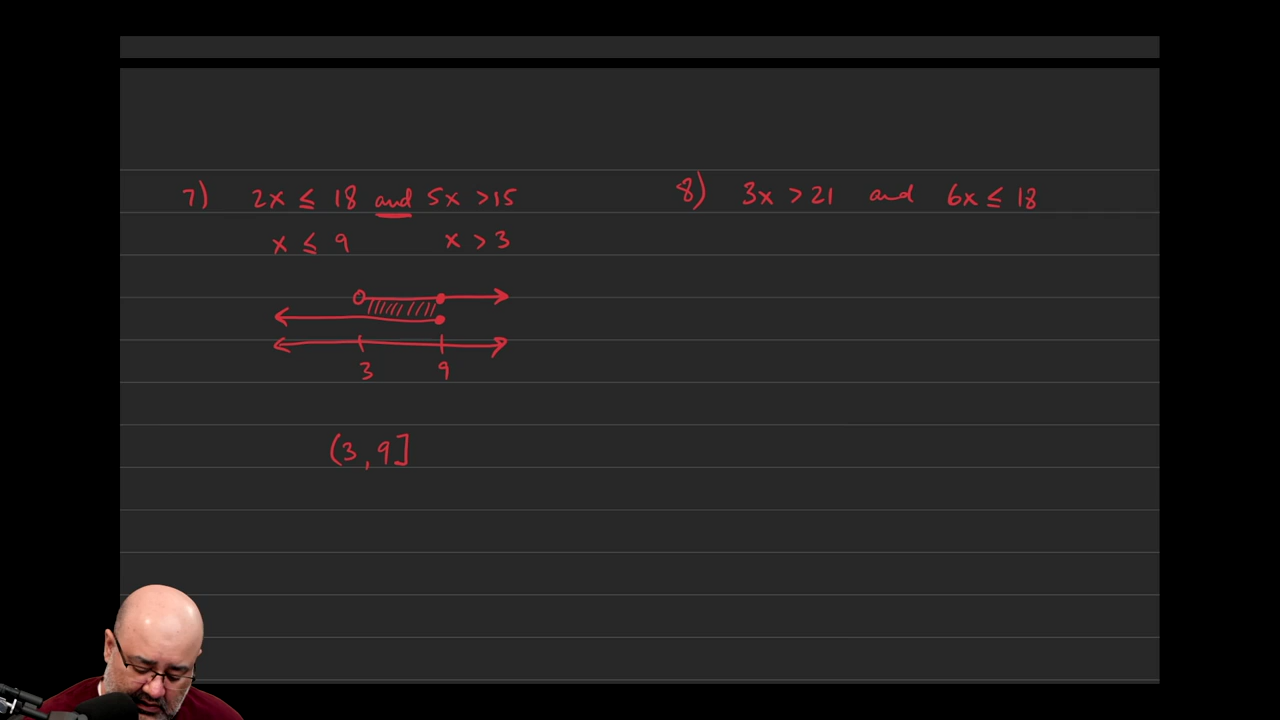 7) 2x ≤ 18 and 5x >15
x ≤ 9 x > 3
3 9
(3, 9]
8) 3x > 21 and 6x ≤ 18